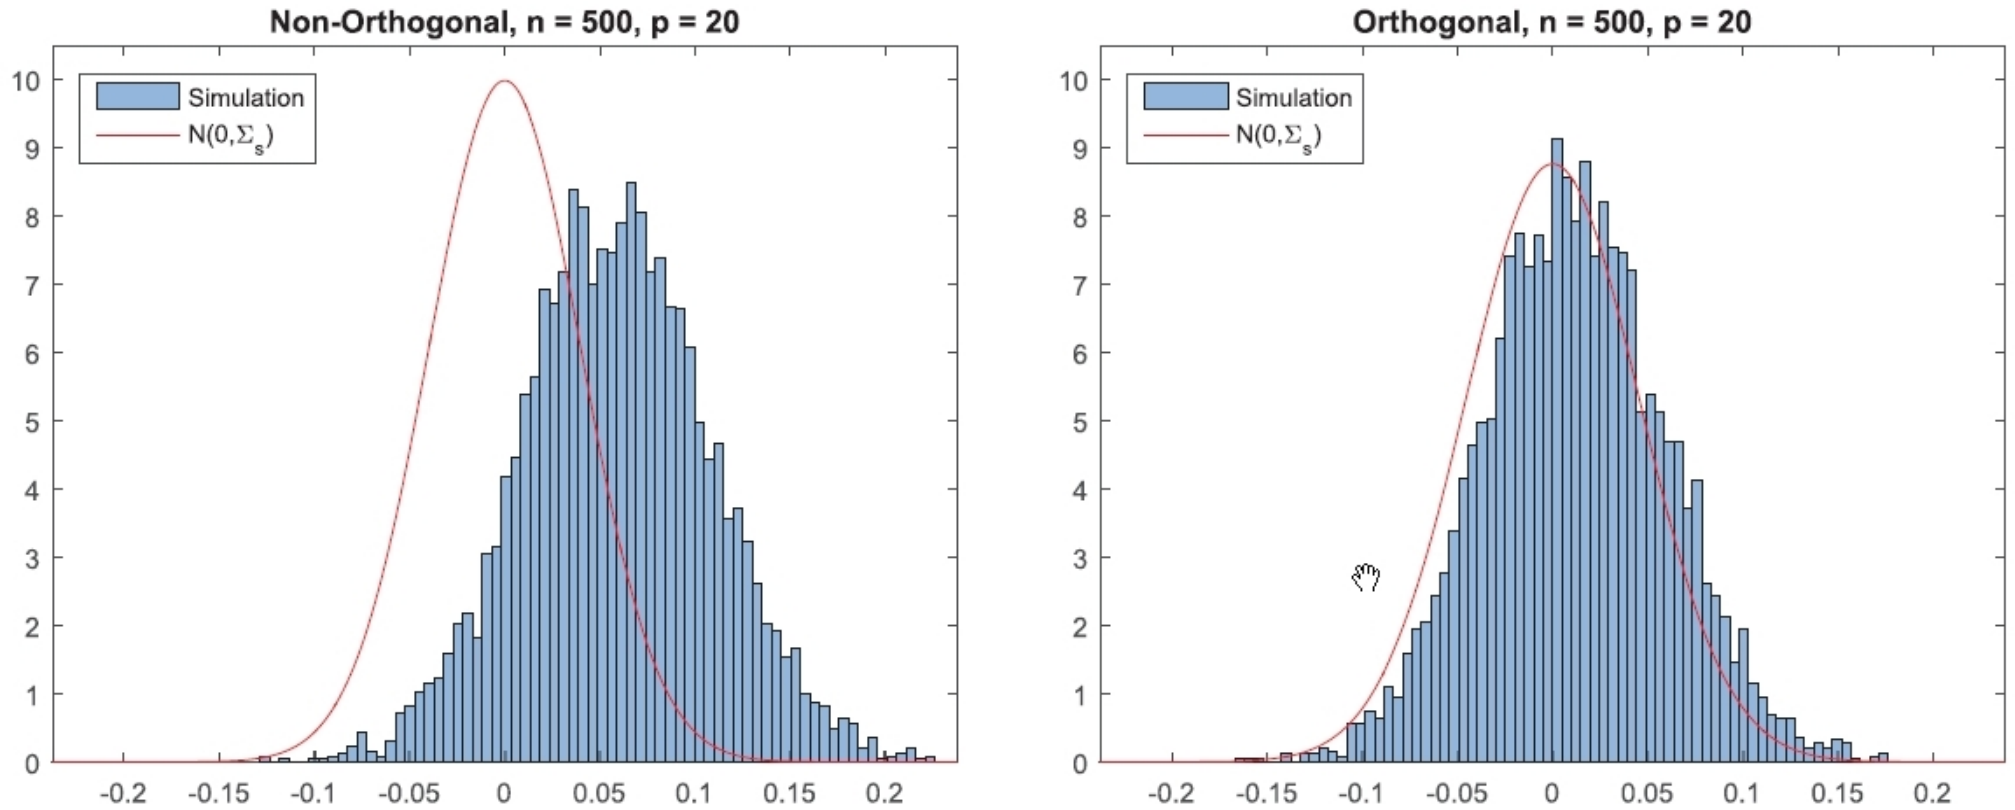 Non-Orthogonal, n = 500, p = 20
Simulation
N(0,Σs)
10
9
8
7
6
5
4
3
2
1
0
-0.2 -0.15 -0.1 -0.05 0 0.05 0.1 0.15 0.2
Orthogonal, n = 500, p = 20
Simulation
N(0,Σs)
10
9
8
7
6
5
4
3
2
1
0
-0.2 -0.15 -0.1 -0.05 0 0.05 0.1 0.15 0.2